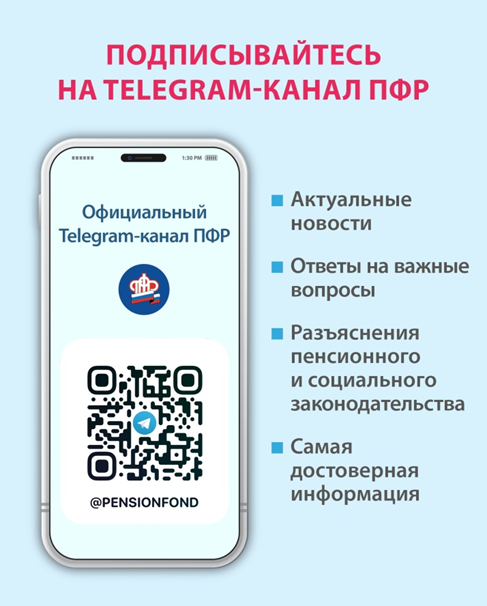 ПОДПИСЫВАЙТЕСЬ
НА TELEGRAM-КАНАЛ ПФР
1:30 PM
Официальный
Telegram-канал ПФР
@PENSIONFOND
Актуальные
новости
Ответы на важные
вопросы
Разъяснения
пенсионного
и социального
законодательства
Самая
достоверная
информация